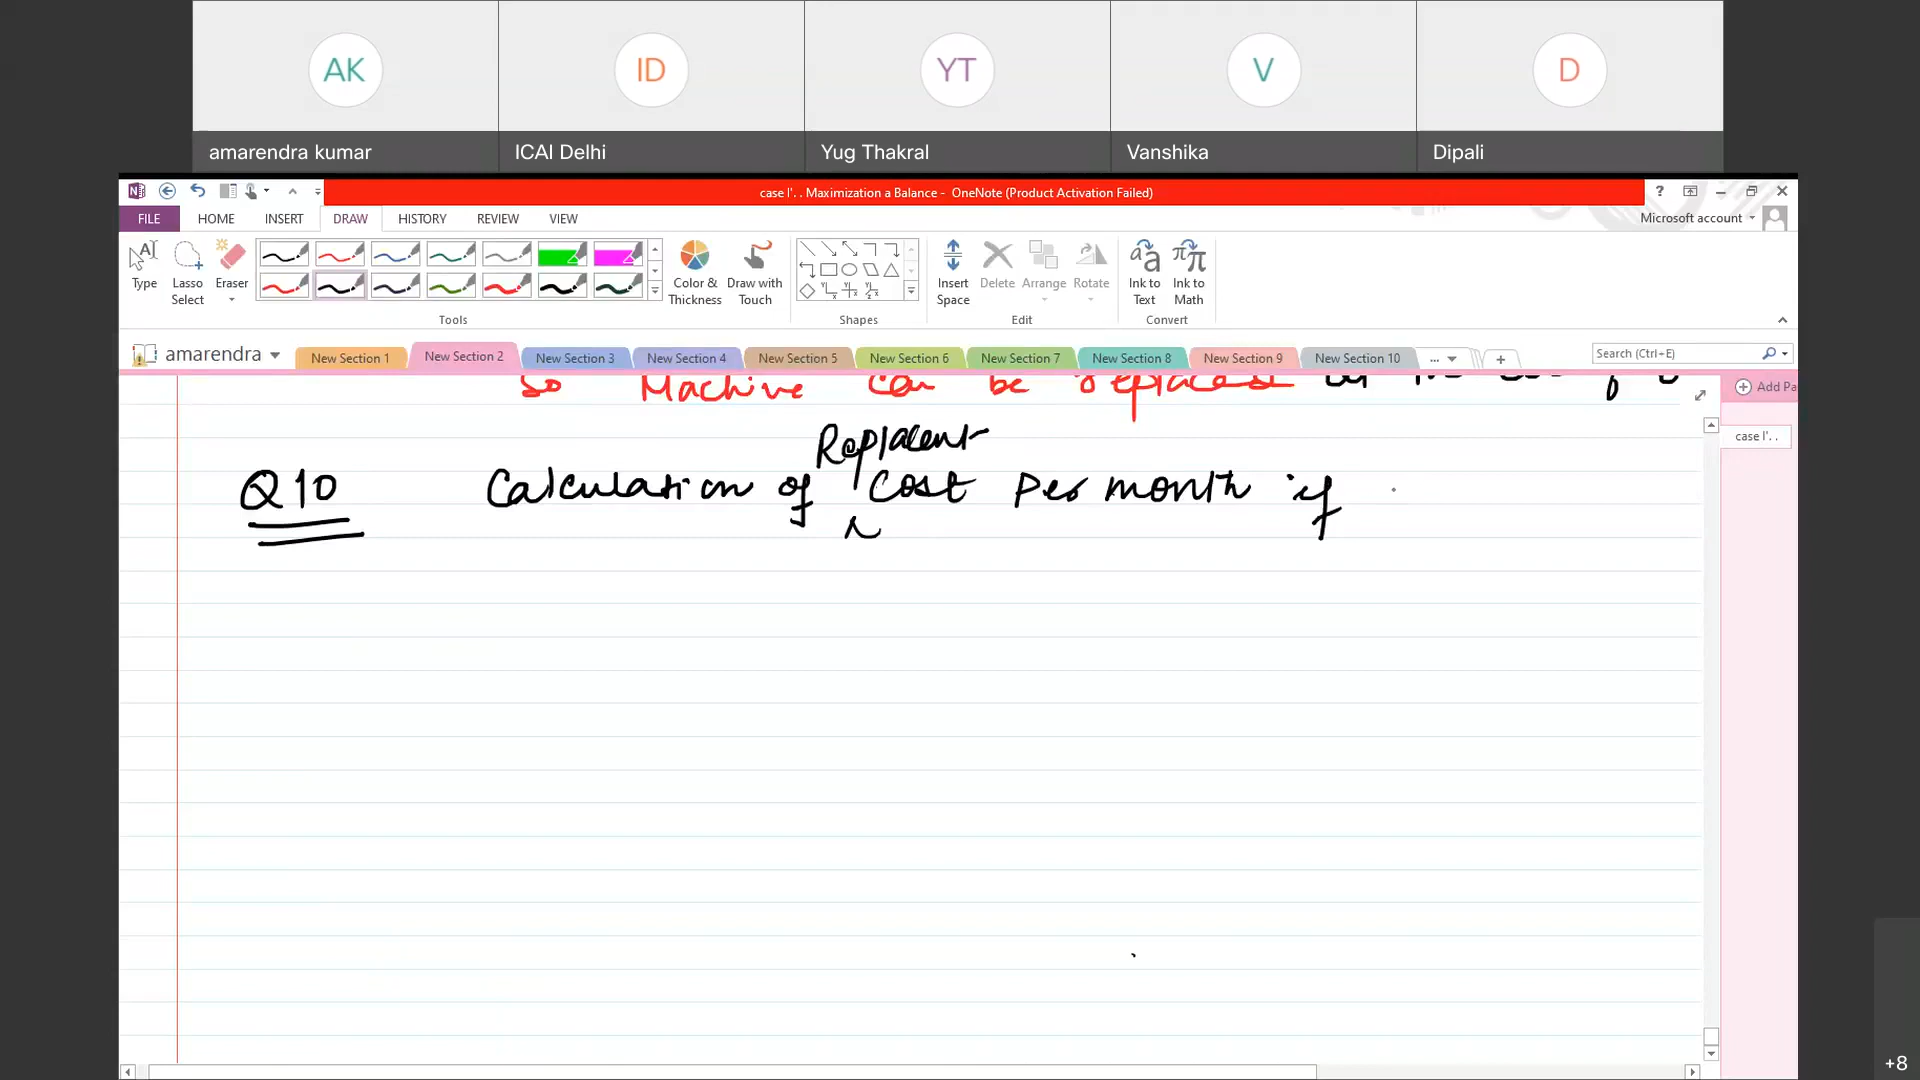 AK ID YT V D
amarendra kumar ICAI Delhi Yug Thakral Vanshika Dipali
case I'. . Maximization a Balance - OneNote (Product Activation Failed) ?
FILE HOME INSERT DRAW HISTORY REVIEW VIEW Microsoft account
Type Lasso Select Eraser Color & Thickness Draw with Touch Insert Space Delete Arrange Rotate Ink to Text Ink to Math
Tools Shapes Edit Convert
amarendra New Section 1 New Section 2 New Section 3 New Section 4 New Section 5 New Section 6 New Section 7 New Section 8 New Section 9 New Section 10 ... + Search (Ctrl+E)
So Machine can be replaced
Add Pa
case I'. .
Replacent
Q10 Calculation of Cost Per month if
+8